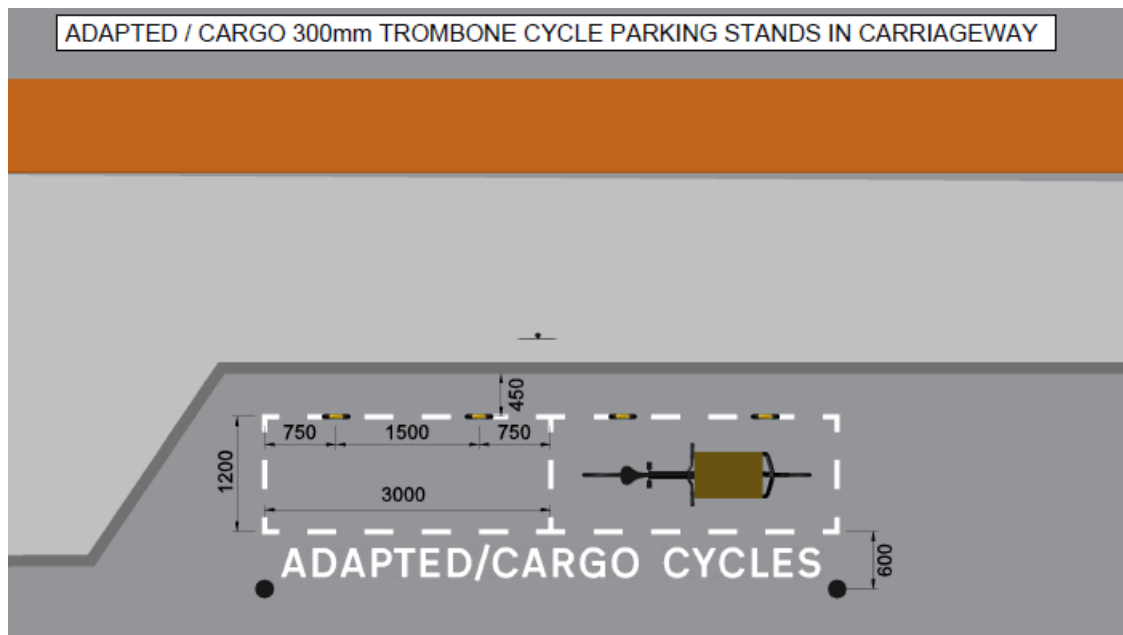 ADAPTED / CARGO 300mm TROMBONE CYCLE PARKING STANDS IN CARRIAGEWAY
450
750 1500 750
1200
3000
ADAPTED/CARGO CYCLES
600